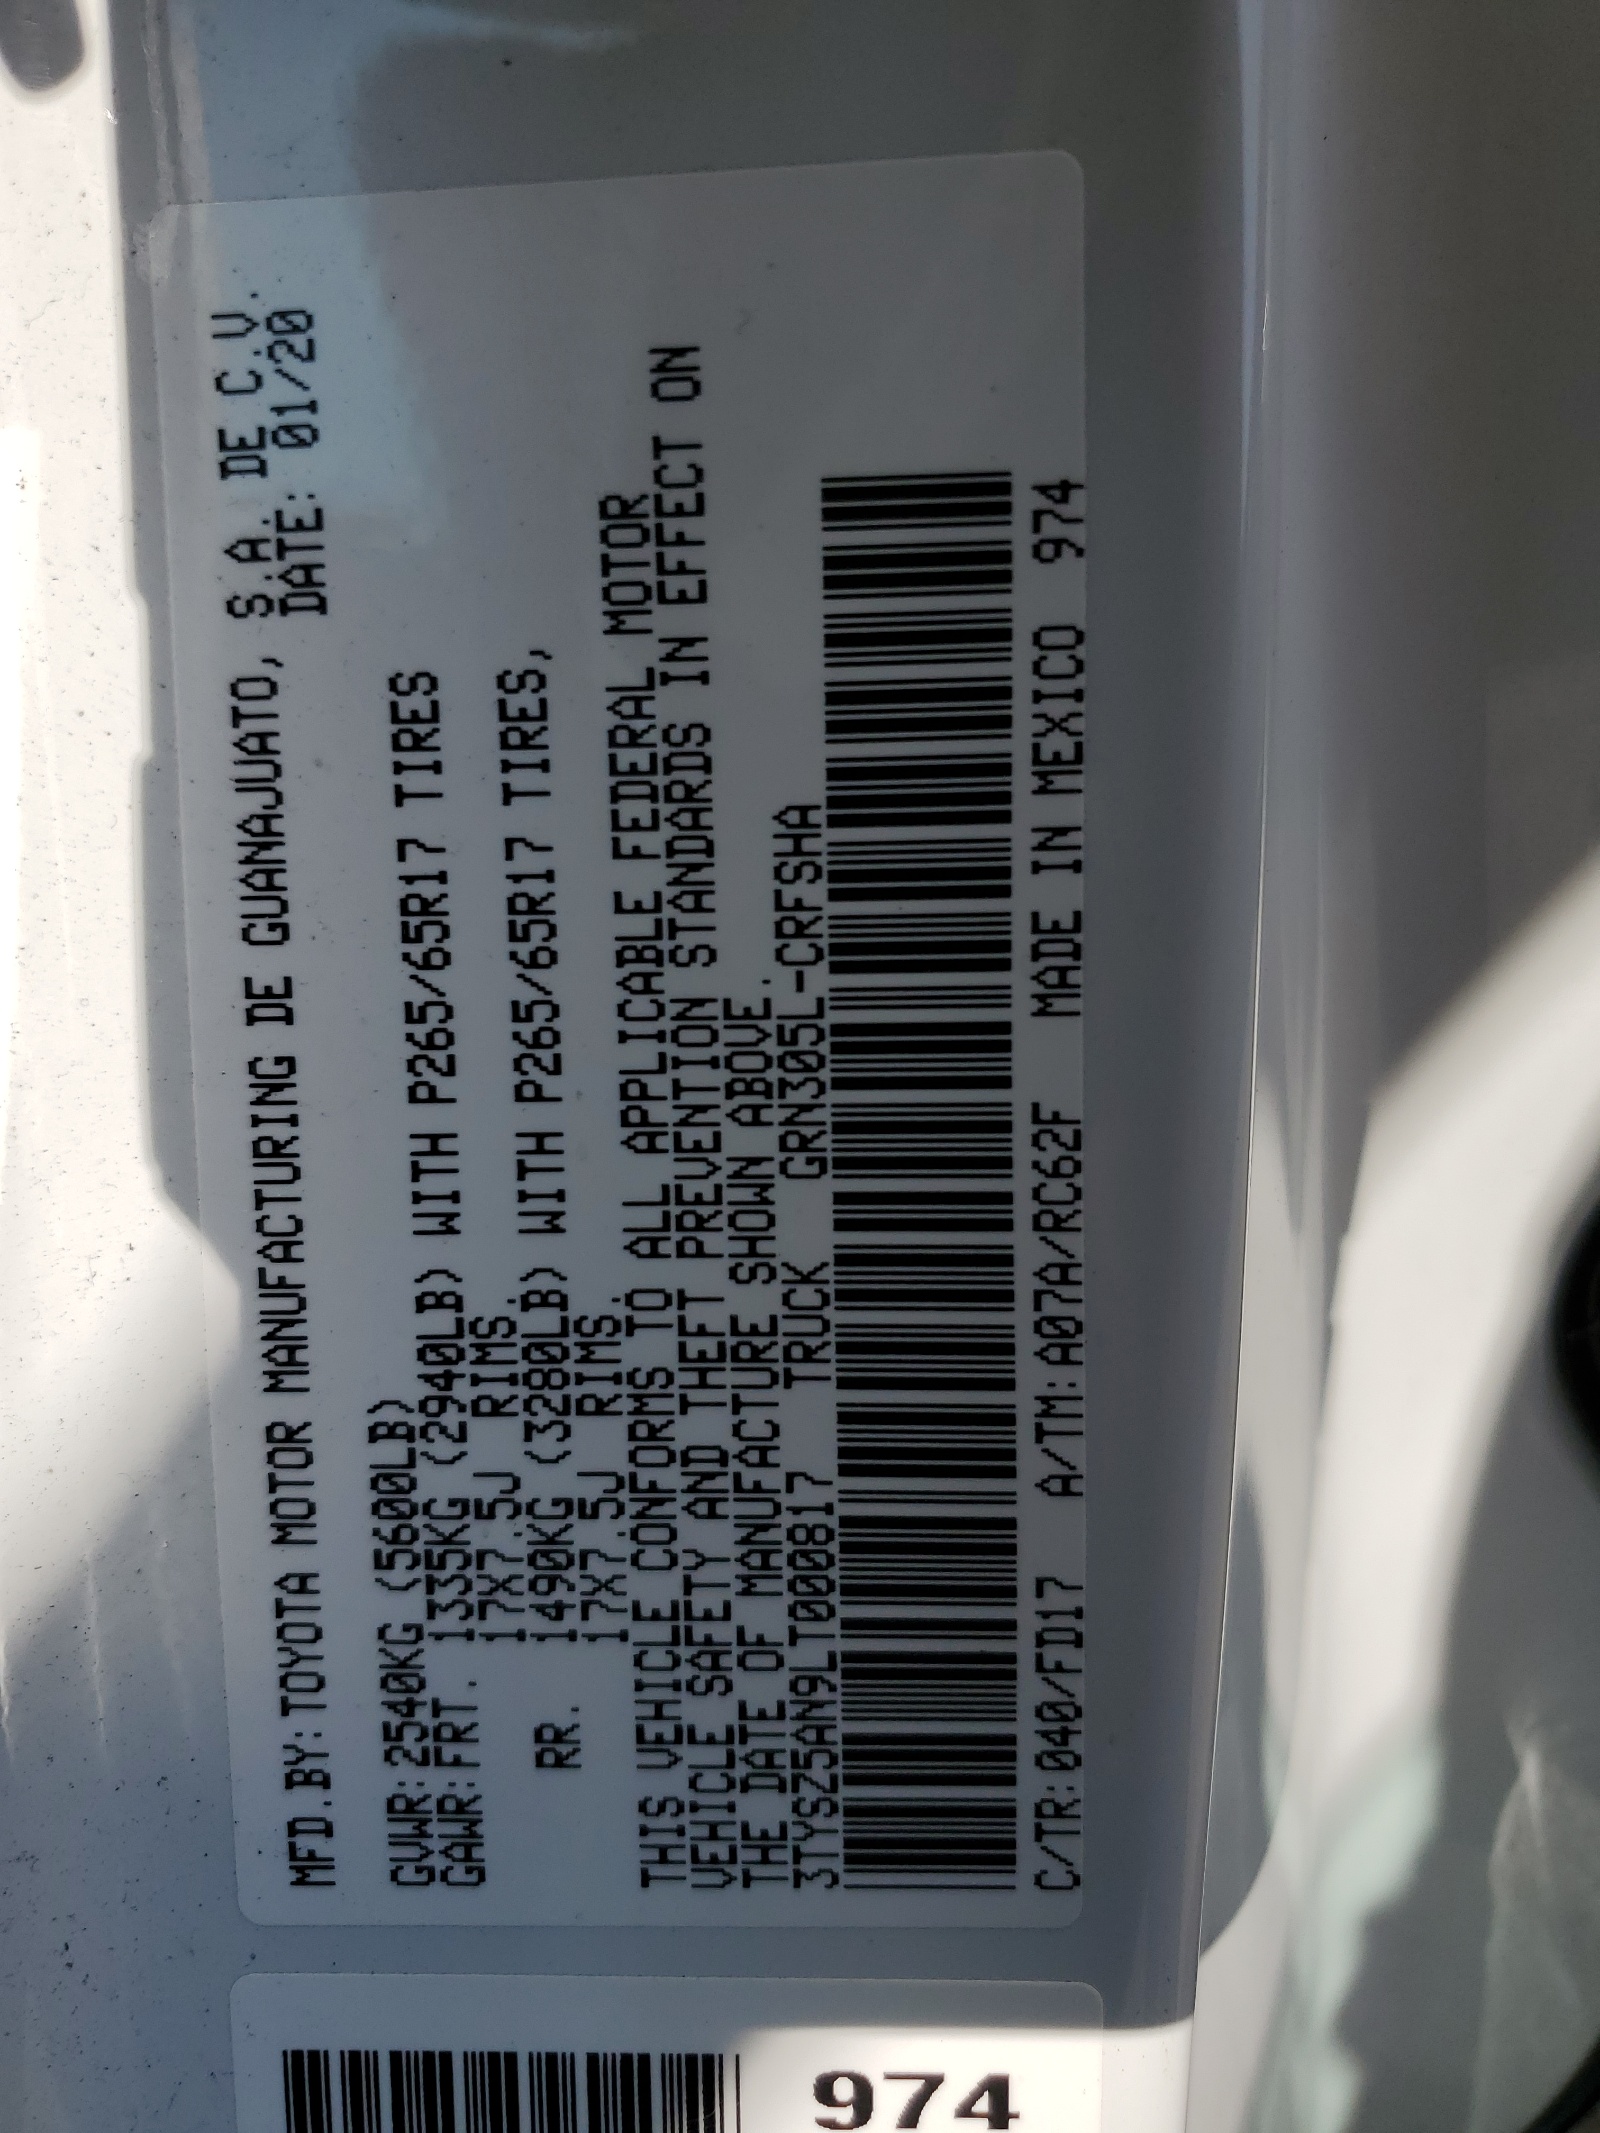 MFD.BY:TOYOTA MOTOR MANUFACTURING DE GUANAJUATO, S.A. DE C.V.
DATE: 01/20
GVWR:2540KG (5600LB)
GAWR:FRT. 1335KG (2940LB) WITH P265/65R17 TIRES
17X7.5J RIMS.
RR. 1490KG (3280LB) WITH P265/65R17 TIRES,
17X7.5J RIMS.
THIS VEHICLE CONFORMS TO ALL APPLICABLE FEDERAL MOTOR
VEHICLE SAFETY AND THEFT PREVENTION STANDARDS IN EFFECT ON
THE DATE OF MANUFACTURE SHOWN ABOVE.
3TYSZ5AN9LT000817 TRUCK GRN305L-CRFSHA
C/TR:040/FD17 A/TM:A07A/RC62F MADE IN MEXICO 974
974